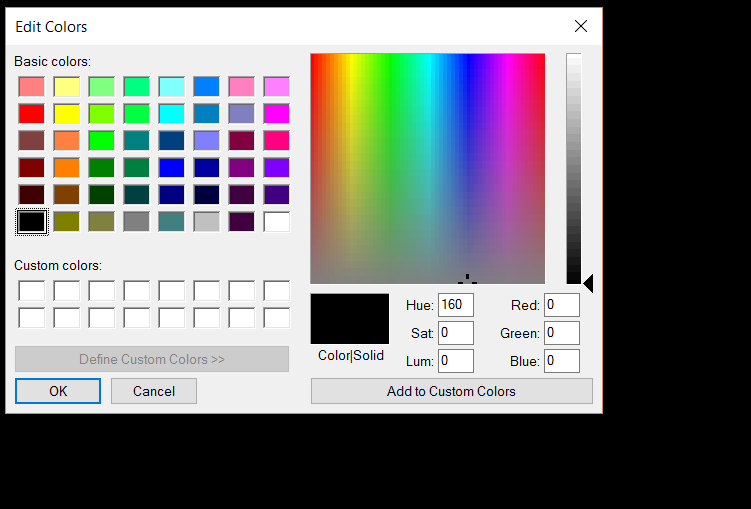 Edit Colors
Basic colors:
Custom colors:
Define Custom Colors >>
OK Cancel
Color|Solid
Hue: 160 Red: 0
Sat: 0 Green: 0
Lum: 0 Blue: 0
Add to Custom Colors